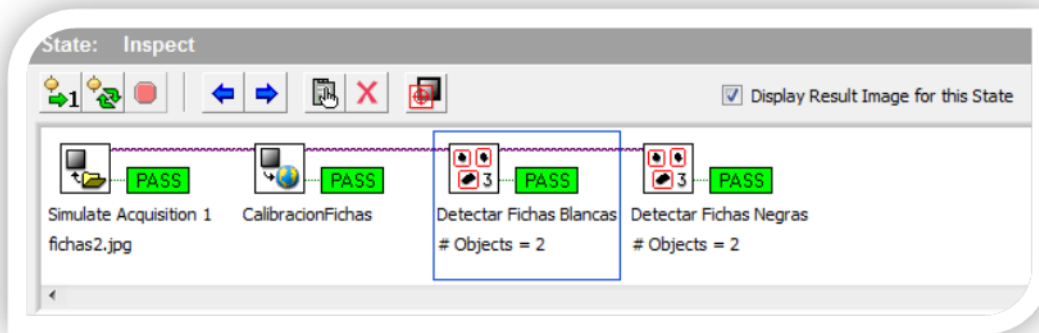 State: Inspect
1
Display Result Image for this State
3
3
PASS
PASS
PASS
PASS
Simulate Acquisition 1
CalibracionFichas
Detectar Fichas Blancas
Detectar Fichas Negras
fichas2.jpg
# Objects = 2
# Objects = 2